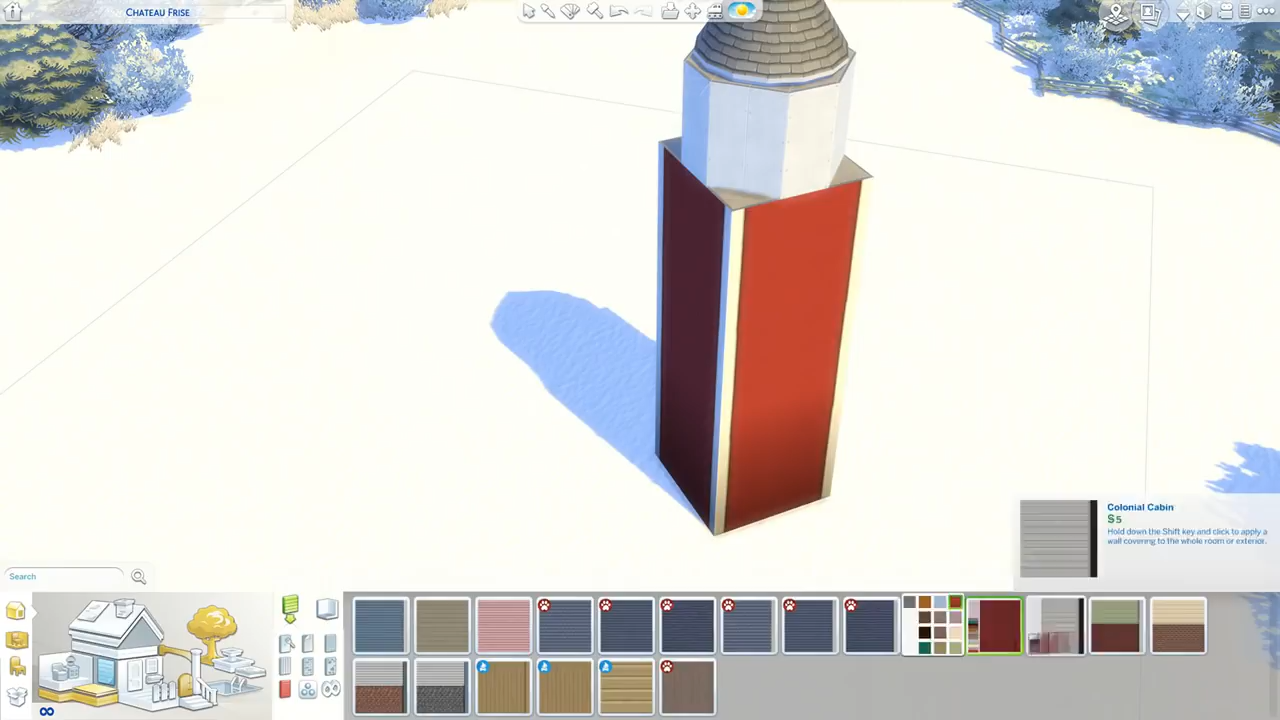 CHATEAU FRISE
Colonial Cabin
§5
Hold down the Shift key and click to apply a
wall covering to the whole room or exterior.
Search